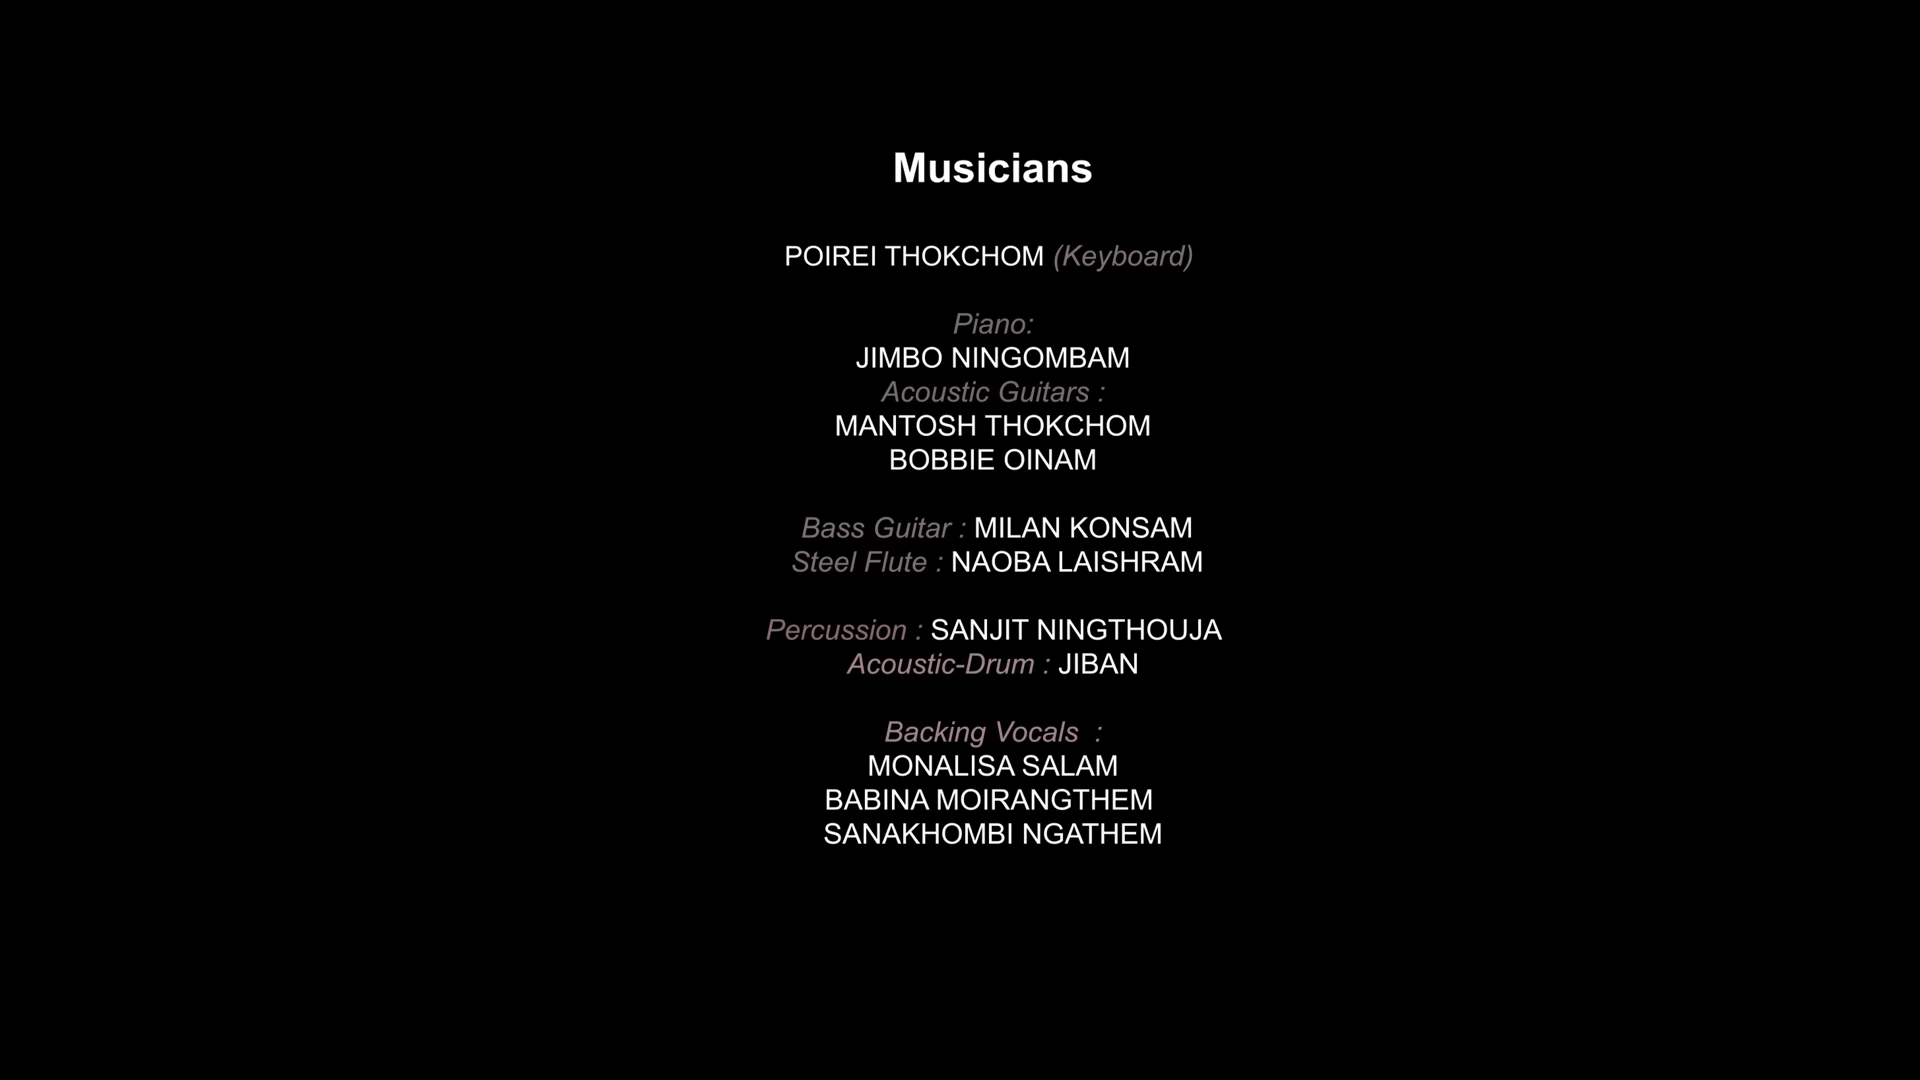 Musicians
POIREI THOKCHOM (Keyboard)
Piano:
JIMBO NINGOMBAM
Acoustic Guitars :
MANTOSH THOKCHOM
BOBBIE OINAM
Bass Guitar : MILAN KONSAM
Steel Flute : NAOBA LAISHRAM
Percussion : SANJIT NINGTHOUJA
Acoustic-Drum : JIBAN
Backing Vocals  :
MONALISA SALAM
BABINA MOIRANGTHEM
SANAKHOMBI NGATHEM